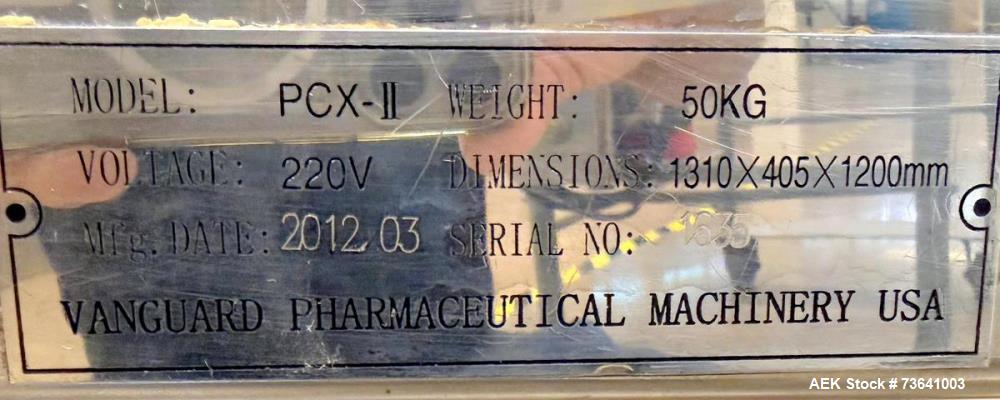 MODEL: PCX-Ⅱ WEIGHT: 50KG
VOLTAGE: 220V DIMENSIONS: 1310X405X1200mm
Mfg. DATE: 2012.03 SERIAL NO: 1635
VANGUARD PHARMACEUTICAL MACHINERY USA
AEK Stock # 73641003